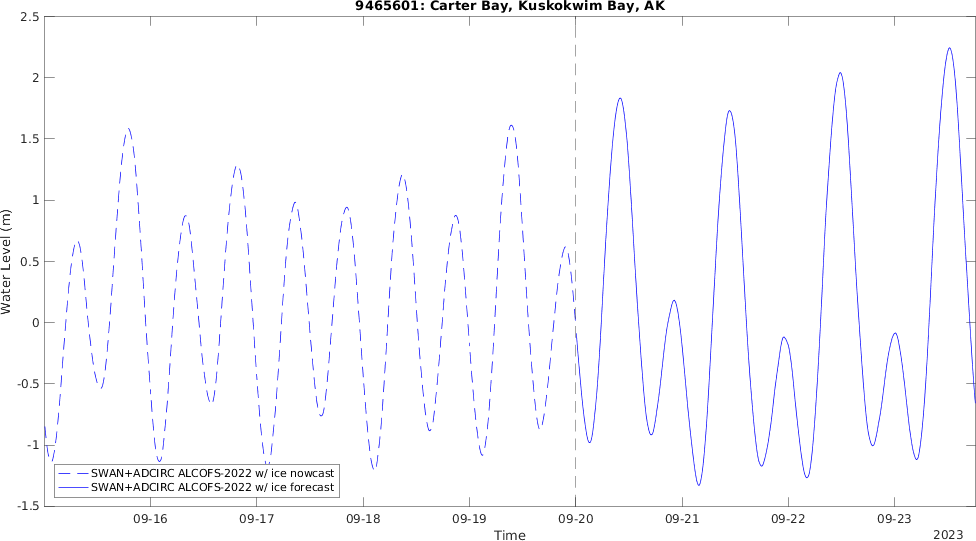 9465601: Carter Bay, Kuskokwim Bay, AK
2.5
2
1.5
1
0.5
0
-0.5
-1
-1.5
Water Level (m)
SWAN+ADCIRC ALCOFS-2022 w/ ice nowcast
SWAN+ADCIRC ALCOFS-2022 w/ ice forecast
09-16 09-17 09-18 09-19 09-20 09-21 09-22 09-23
Time
2023